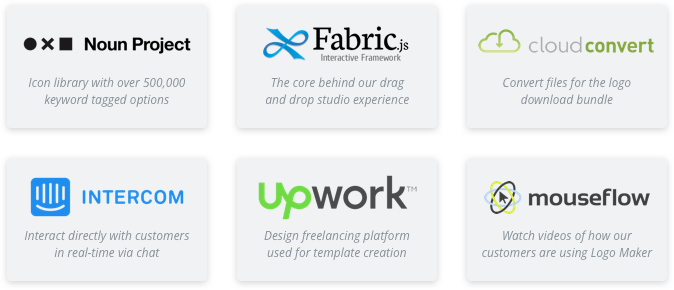 Noun Project
Icon library with over 500,000
keyword tagged options
Fabric.js
Interactive Framework
The core behind our drag
and drop studio experience
cloudconvert
Convert files for the logo
download bundle
INTERCOM
Interact directly with customers
in real-time via chat
upwork™
Design freelancing platform
used for template creation
mouseflow
Watch videos of how our
customers are using Logo Maker